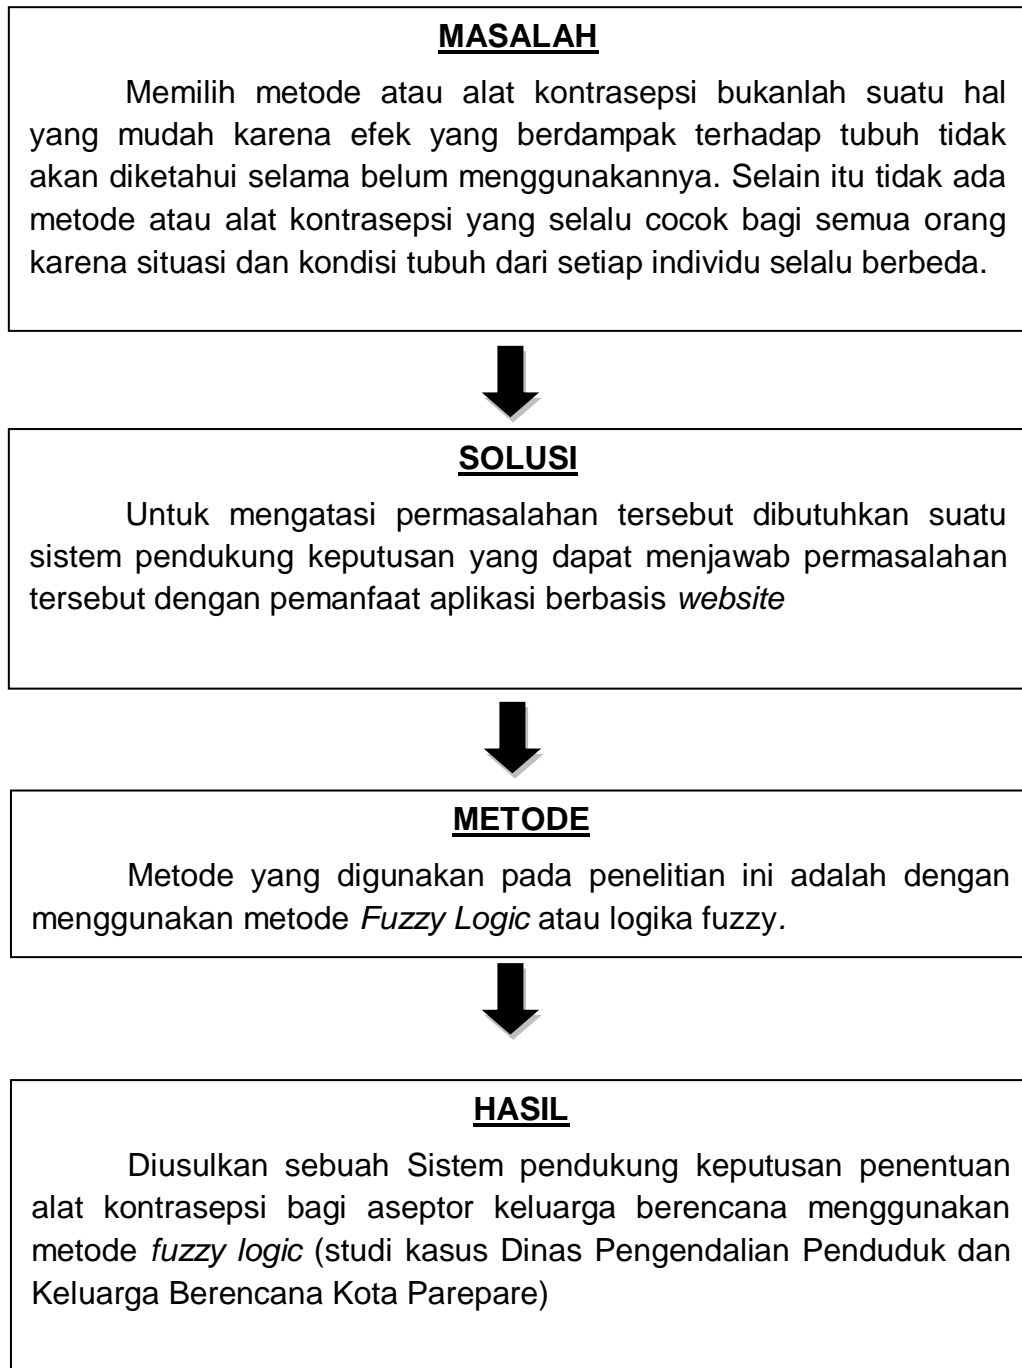 MASALAH
Memilih metode atau alat kontrasepsi bukanlah suatu hal
yang mudah karena efek yang berdampak terhadap tubuh tidak
akan diketahui selama belum menggunakannya. Selain itu tidak ada
metode atau alat kontrasepsi yang selalu cocok bagi semua orang
karena situasi dan kondisi tubuh dari setiap individu selalu berbeda.
SOLUSI
Untuk mengatasi permasalahan tersebut dibutuhkan suatu
sistem pendukung keputusan yang dapat menjawab permasalahan
tersebut dengan pemanfaat aplikasi berbasis website
METODE
Metode yang digunakan pada penelitian ini adalah dengan
menggunakan metode Fuzzy Logic atau logika fuzzy.
HASIL
Diusulkan sebuah Sistem pendukung keputusan penentuan
alat kontrasepsi bagi aseptor keluarga berencana menggunakan
metode fuzzy logic (studi kasus Dinas Pengendalian Penduduk dan
Keluarga Berencana Kota Parepare)